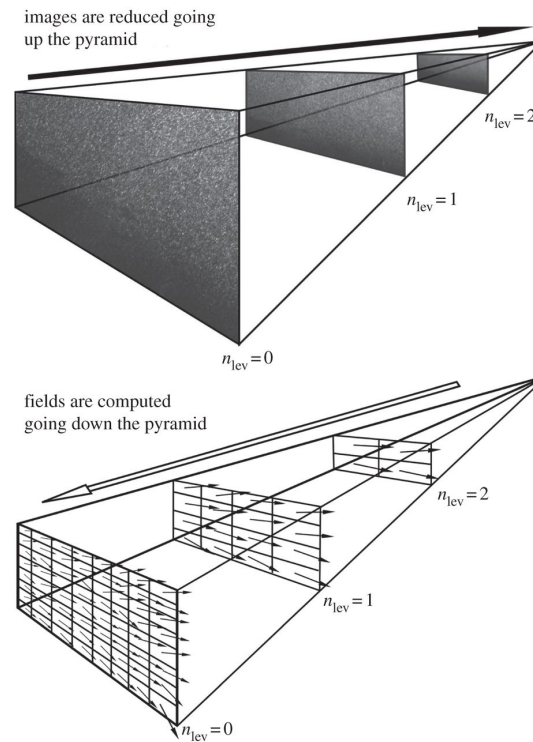 images are reduced going
up the pyramid
n_lev = 2
n_lev = 1
n_lev = 0
fields are computed
going down the pyramid
n_lev = 2
n_lev = 1
n_lev = 0